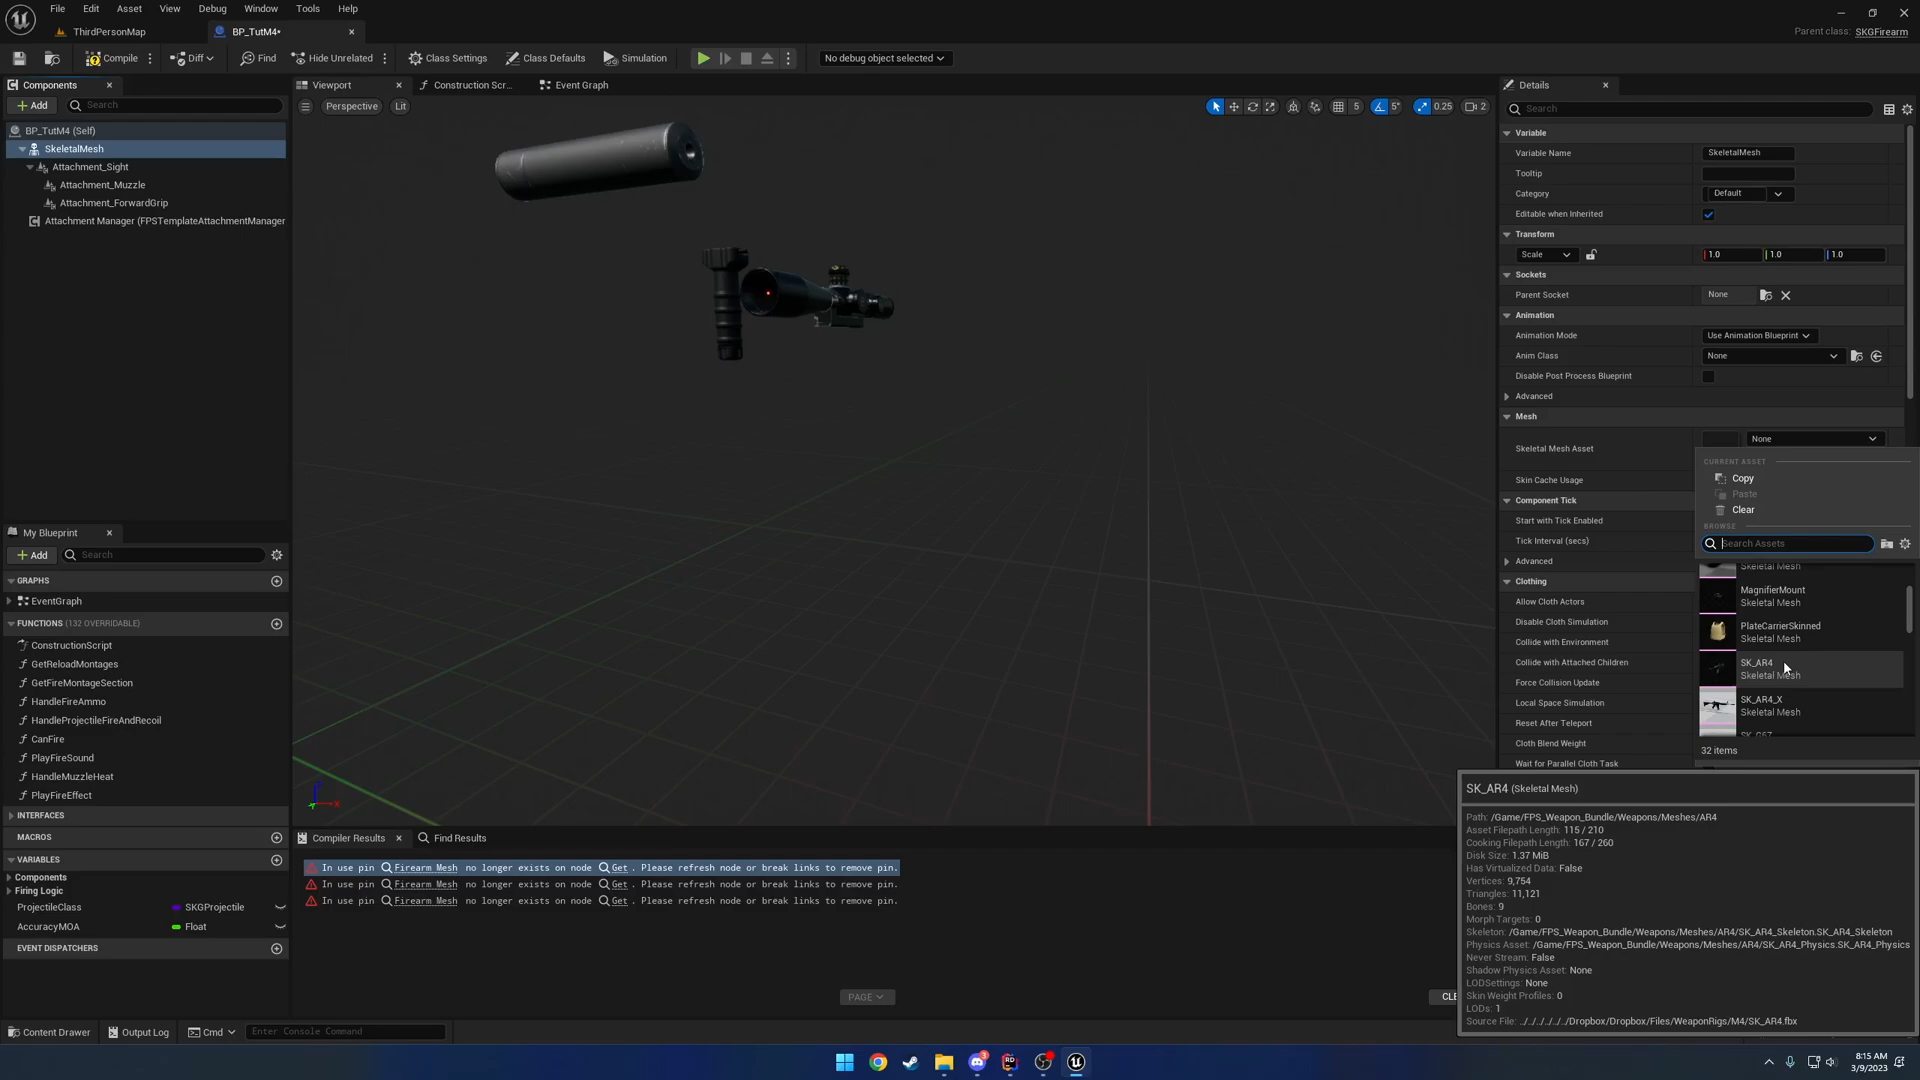 File Edit Asset View Debug Window Tools Help
ThirdPersonMap
BP_TutM4*
Parent class: SKGFirearm
Compile
Diff
Find
Hide Unrelated
Class Settings
Class Defaults
Simulation
No debug object selected
Components
Add
Search
BP_TutM4 (Self)
SkeletalMesh
Attachment_Sight
Attachment_Muzzle
Attachment_ForwardGrip
Attachment Manager (FPSTemplateAttachmentManager
My Blueprint
Add
Search
GRAPHS
EventGraph
FUNCTIONS (132 OVERRIDABLE)
ConstructionScript
GetReloadMontages
GetFireMontageSection
HandleFireAmmo
HandleProjectileFireAndRecoil
CanFire
PlayFireSound
HandleMuzzleHeat
PlayFireEffect
INTERFACES
MACROS
VARIABLES
Components
Firing Logic
ProjectileClass SKGProjectile
AccuracyMOA Float
EVENT DISPATCHERS
Viewport
Construction Scr...
Event Graph
Perspective
Lit
5
5°
0.25
2
Compiler Results
Find Results
In use pin Firearm Mesh no longer exists on node Get . Please refresh node or break links to remove pin.
In use pin Firearm Mesh no longer exists on node Get . Please refresh node or break links to remove pin.
In use pin Firearm Mesh no longer exists on node Get . Please refresh node or break links to remove pin.
PAGE
Details
Search
Variable
Variable Name SkeletalMesh
Tooltip
Category Default
Editable when Inherited
Transform
Scale 1.0 1.0 1.0
Sockets
Parent Socket None
Animation
Animation Mode Use Animation Blueprint
Anim Class None
Disable Post Process Blueprint
Advanced
Mesh
Skeletal Mesh Asset None
Skin Cache Usage
Component Tick
Start with Tick Enabled
Tick Interval (secs)
Advanced
Clothing
Allow Cloth Actors
Disable Cloth Simulation
Collide with Environment
Collide with Attached Children
Force Collision Update
Local Space Simulation
Reset After Teleport
Cloth Blend Weight
Wait for Parallel Cloth Task
CURRENT ASSET
Copy
Paste
Clear
BROWSE
Search Assets
Skeletal Mesh
MagnifierMount
Skeletal Mesh
PlateCarrierSkinned
Skeletal Mesh
SK_AR4
Skeletal Mesh
SK_AR4_X
Skeletal Mesh
32 items
SK_AR4 (Skeletal Mesh)
Path: /Game/FPS_Weapon_Bundle/Weapons/Meshes/AR4
Asset Filepath Length: 115 / 210
Cooking Filepath Length: 167 / 260
Disk Size: 1.37 MiB
Has Virtualized Data: False
Vertices: 9,754
Triangles: 11,121
Bones: 9
Morph Targets: 0
Skeleton: /Game/FPS_Weapon_Bundle/Weapons/Meshes/AR4/SK_AR4_Skeleton.SK_AR4_Skeleton
Physics Asset: /Game/FPS_Weapon_Bundle/Weapons/Meshes/AR4/SK_AR4_Physics.SK_AR4_Physics
Never Stream: False
Shadow Physics Asset: None
LODSettings: None
Skin Weight Profiles: 0
LODs: 1
Source File: ../../../../../../Dropbox/Dropbox/Files/WeaponRigs/M4/SK_AR4.fbx
Content Drawer
Output Log
Cmd
Enter Console Command
8:15 AM
3/9/2023